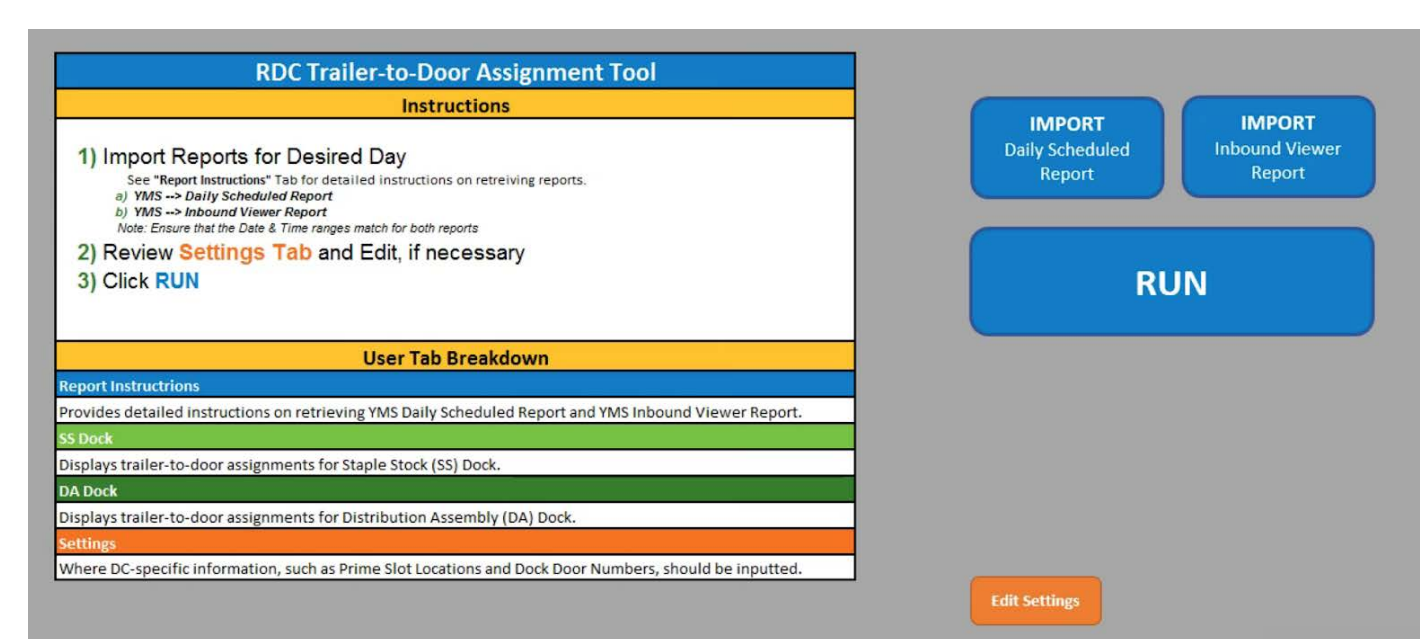 RDC Trailer-to-Door Assignment Tool
Instructions
1) Import Reports for Desired Day
See "Report Instructions" Tab for detailed instructions on retreiving reports.
a) YMS --> Daily Scheduled Report
b) YMS --> Inbound Viewer Report
Note: Ensure that the Date & Time ranges match for both reports
2) Review Settings Tab and Edit, if necessary
3) Click RUN
User Tab Breakdown
Report Instructrions
Provides detailed instructions on retrieving YMS Daily Scheduled Report and YMS Inbound Viewer Report.
SS Dock
Displays trailer-to-door assignments for Staple Stock (SS) Dock.
DA Dock
Displays trailer-to-door assignments for Distribution Assembly (DA) Dock.
Settings
Where DC-specific information, such as Prime Slot Locations and Dock Door Numbers, should be inputted.
IMPORT
Daily Scheduled
Report
IMPORT
Inbound Viewer
Report
RUN
Edit Settings